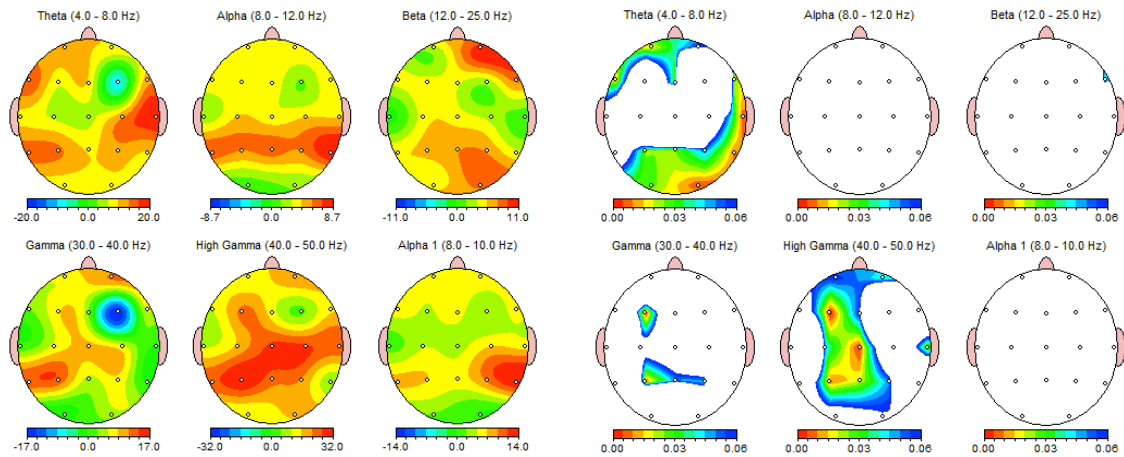 Theta (4.0 - 8.0 Hz) Alpha (8.0 - 12.0 Hz) Beta (12.0 - 25.0 Hz) Theta (4.0 - 8.0 Hz) Alpha (8.0 - 12.0 Hz) Beta (12.0 - 25.0 Hz)
-20.0 0.0 20.0 -8.7 0.0 8.7 -11.0 0.0 11.0 0.00 0.03 0.06 0.00 0.03 0.06 0.00 0.03 0.06
Gamma (30.0 - 40.0 Hz) High Gamma (40.0 - 50.0 Hz) Alpha 1 (8.0 - 10.0 Hz) Gamma (30.0 - 40.0 Hz) High Gamma (40.0 - 50.0 Hz) Alpha 1 (8.0 - 10.0 Hz)
-17.0 0.0 17.0 -32.0 0.0 32.0 -14.0 0.0 14.0 0.00 0.03 0.06 0.00 0.03 0.06 0.00 0.03 0.06